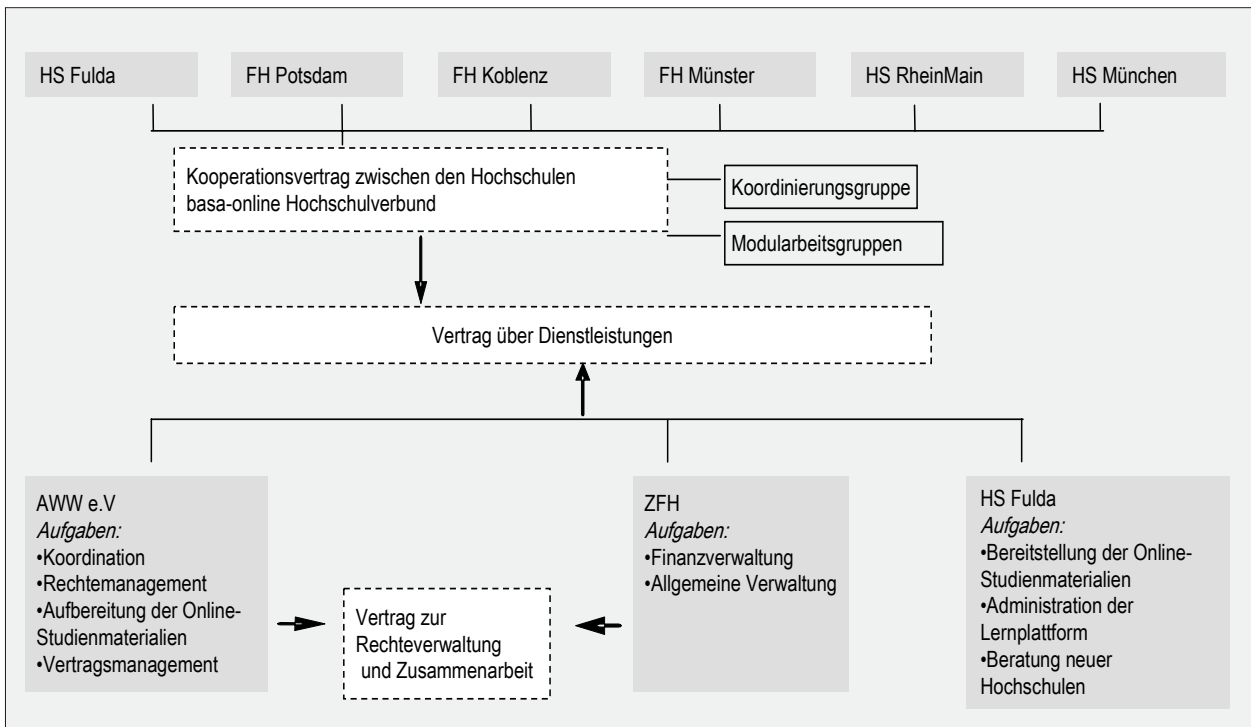 HS Fulda
FH Potsdam
FH Koblenz
FH Münster
HS RheinMain
HS München
Kooperationsvertrag zwischen den Hochschulen
basa-online Hochschulverbund
Koordinierungsgruppe
Modularbeitsgruppen
Vertrag über Dienstleistungen
AWW e.V
Aufgaben:
•Koordination
•Rechtemanagement
•Aufbereitung der Online-
Studienmaterialien
•Vertragsmanagement
Vertrag zur
Rechteverwaltung
und Zusammenarbeit
ZFH
Aufgaben:
•Finanzverwaltung
•Allgemeine Verwaltung
HS Fulda
Aufgaben:
•Bereitstellung der Online-
Studienmaterialien
•Administration der
Lernplattform
•Beratung neuer
Hochschulen